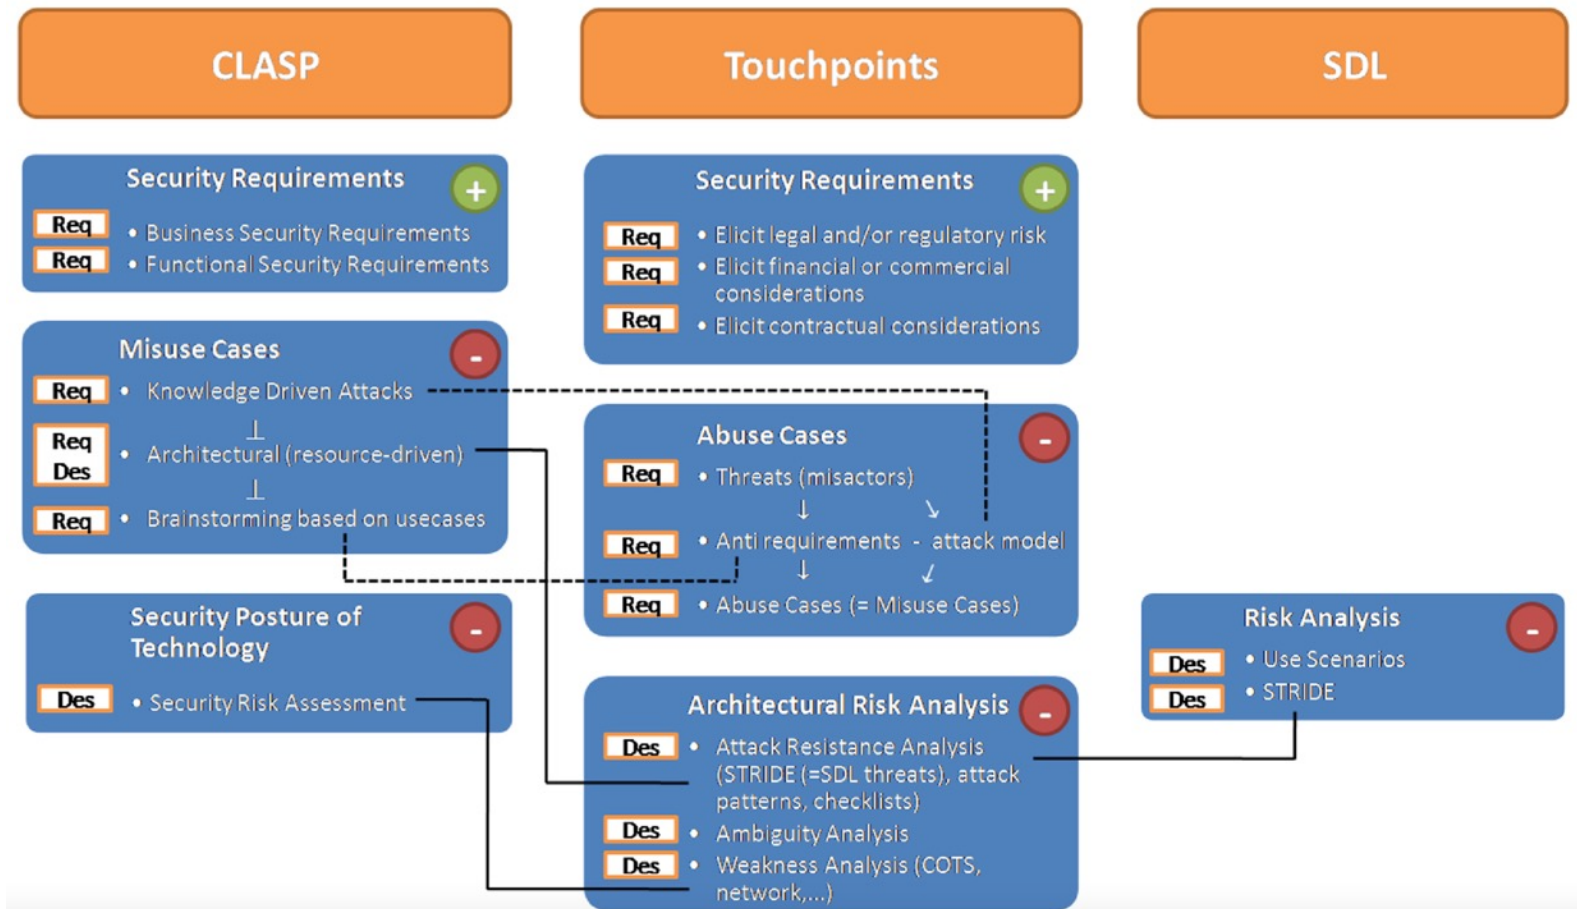 CLASP
Touchpoints
SDL
Security Requirements
+
Req
• Business Security Requirements
Req
• Functional Security Requirements
Misuse Cases
-
Req
• Knowledge Driven Attacks
⊥
Req
Des
• Architectural (resource-driven)
⊥
Req
• Brainstorming based on usecases
Security Posture of
Technology
-
Des
• Security Risk Assessment
Security Requirements
+
Req
• Elicit legal and/or regulatory risk
Req
• Elicit financial or commercial
considerations
Req
• Elicit contractual considerations
Abuse Cases
-
Req
• Threats (misactors)
↓ ↘
Req
• Anti requirements - attack model
↓ ↙
Req
• Abuse Cases (= Misuse Cases)
Architectural Risk Analysis
-
Des
• Attack Resistance Analysis
(STRIDE (=SDL threats), attack
patterns, checklists)
Des
• Ambiguity Analysis
Des
• Weakness Analysis (COTS,
network,...)
Risk Analysis
-
Des
• Use Scenarios
Des
• STRIDE